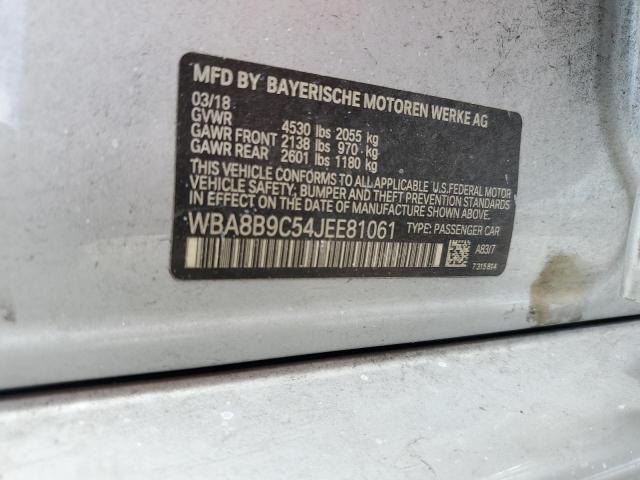 MFD BY BAYERISCHE MOTOREN WERKE AG
03/18
GVWR 4530 lbs 2055 kg
GAWR FRONT 2138 lbs 970 kg
GAWR REAR 2601 lbs 1180 kg
THIS VEHICLE CONFORMS TO ALL APPLICABLE U.S.FEDERAL MOTOR
VEHICLE SAFETY, BUMPER AND THEFT PREVENTION STANDARDS
IN EFFECT ON THE DATE OF MANUFACTURE SHOWN ABOVE.
WBA8B9C54JEE81061 TYPE: PASSENGER CAR
A83/7
7315814